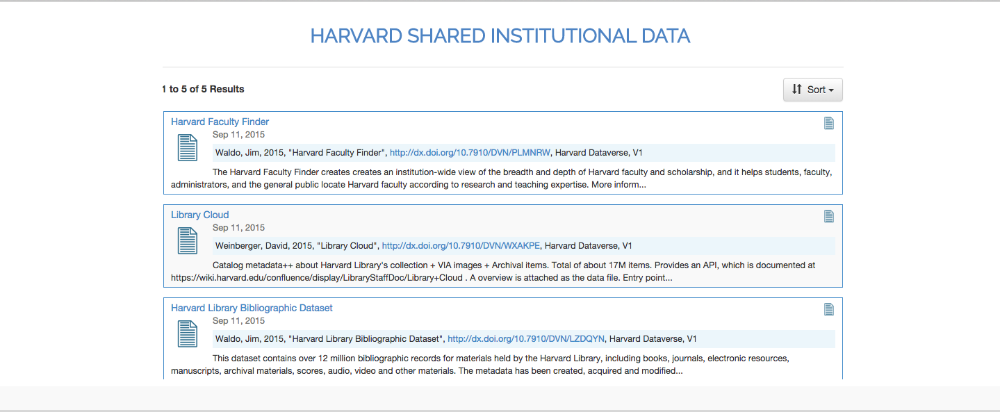 HARVARD SHARED INSTITUTIONAL DATA
1 to 5 of 5 Results
Sort
Harvard Faculty Finder
Sep 11, 2015
Waldo, Jim, 2015, "Harvard Faculty Finder", http://dx.doi.org/10.7910/DVN/PLMNRW, Harvard Dataverse, V1
The Harvard Faculty Finder creates creates an institution-wide view of the breadth and depth of Harvard faculty and scholarship, and it helps students, faculty,
administrators, and the general public locate Harvard faculty according to research and teaching expertise. More inform...
Library Cloud
Sep 11, 2015
Weinberger, David, 2015, "Library Cloud", http://dx.doi.org/10.7910/DVN/WXAKPE, Harvard Dataverse, V1
Catalog metadata++ about Harvard Library's collection + VIA images + Archival items. Total of about 17M items. Provides an API, which is documented at
https://wiki.harvard.edu/confluence/display/LibraryStaffDoc/Library+Cloud . A overview is attached as the data file. Entry point...
Harvard Library Bibliographic Dataset
Sep 11, 2015
Waldo, Jim, 2015, "Harvard Library Bibliographic Dataset", http://dx.doi.org/10.7910/DVN/LZDQYN, Harvard Dataverse, V1
This dataset contains over 12 million bibliographic records for materials held by the Harvard Library, including books, journals, electronic resources,
manuscripts, archival materials, scores, audio, video and other materials. The metadata has been created, acquired and modified...